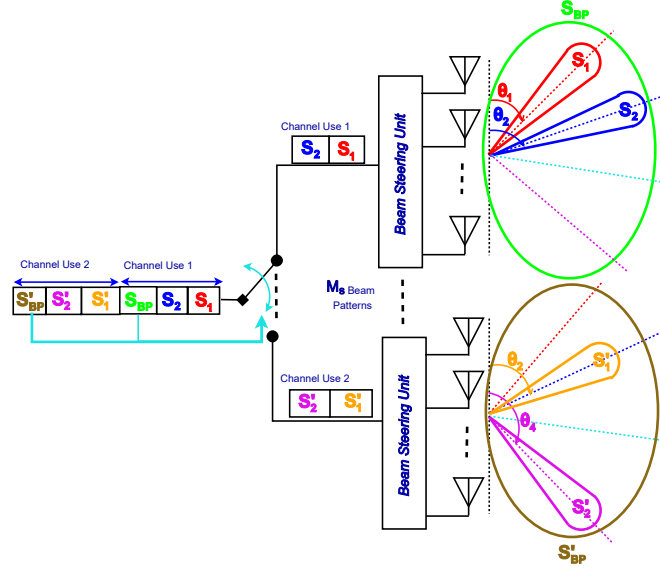 S_BP
S_1
S_2
θ_1
θ_2
Channel Use 1
S_2 S_1
Beam Steering Unit
Channel Use 2 Channel Use 1
S'_BP S'_2 S'_1 S_BP S_2 S_1
M_s Beam
Patterns
Channel Use 2
S'_2 S'_1
Beam Steering Unit
θ_2
S'_1
θ_4
S'_2
S'_BP